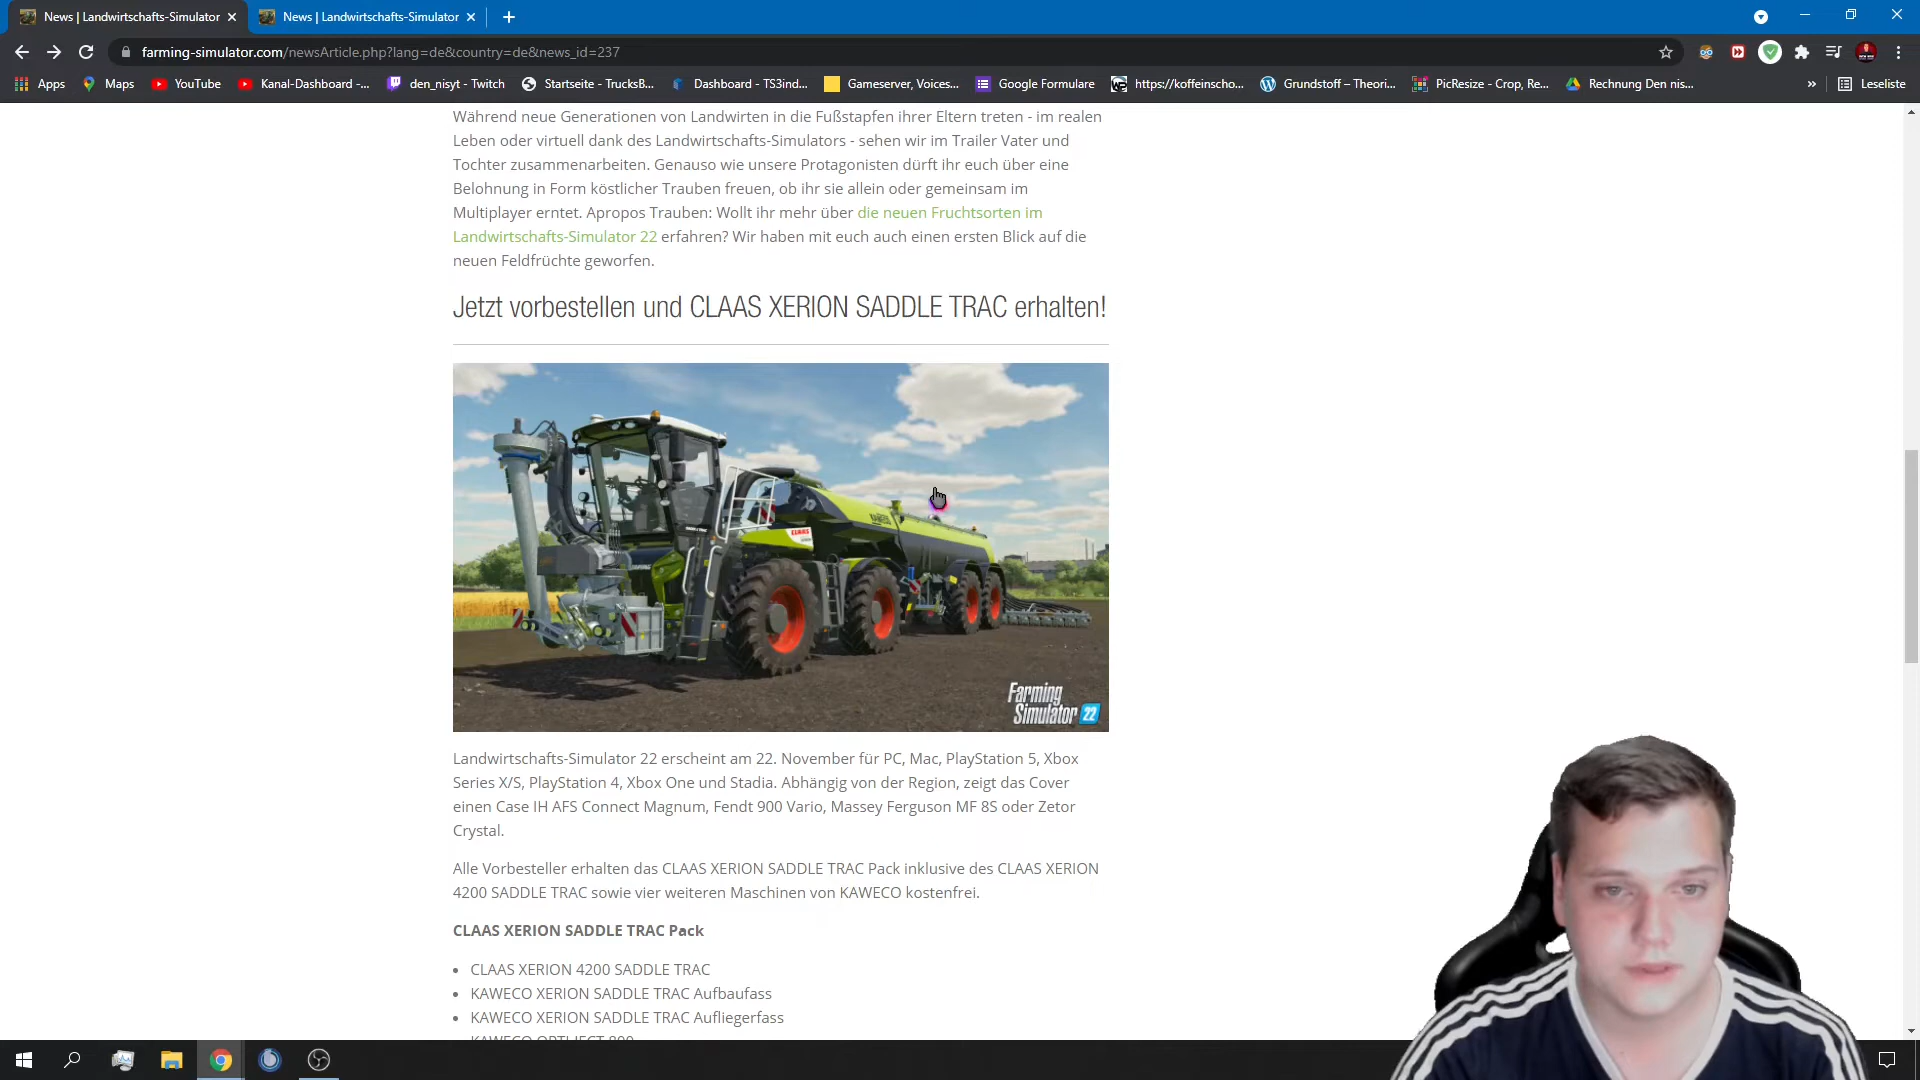 News | Landwirtschafts-Simulator
News | Landwirtschafts-Simulator
farming-simulator.com/newsArticle.php?lang=de&country=de&news_id=237
Apps
Maps
YouTube
Kanal-Dashboard -...
den_nisyt - Twitch
Startseite - TrucksB...
Dashboard - TS3ind...
Gameserver, Voices...
Google Formulare
https://koffeinscho...
Grundstoff – Theori...
PicResize - Crop, Re...
Rechnung Den nis...
»
Leseliste
Während neue Generationen von Landwirten in die Fußstapfen ihrer Eltern treten - im realen
Leben oder virtuell dank des Landwirtschafts-Simulators - sehen wir im Trailer Vater und
Tochter zusammenarbeiten. Genauso wie unsere Protagonisten dürft ihr euch über eine
Belohnung in Form köstlicher Trauben freuen, ob ihr sie allein oder gemeinsam im
Multiplayer erntet. Apropos Trauben: Wollt ihr mehr über die neuen Fruchtsorten im
Landwirtschafts-Simulator 22 erfahren? Wir haben mit euch auch einen ersten Blick auf die
neuen Feldfrüchte geworfen.
Jetzt vorbestellen und CLAAS XERION SADDLE TRAC erhalten!
CLAAS
Farming
Simulator 22
Landwirtschafts-Simulator 22 erscheint am 22. November für PC, Mac, PlayStation 5, Xbox
Series X/S, PlayStation 4, Xbox One und Stadia. Abhängig von der Region, zeigt das Cover
einen Case IH AFS Connect Magnum, Fendt 900 Vario, Massey Ferguson MF 8S oder Zetor
Crystal.
Alle Vorbesteller erhalten das CLAAS XERION SADDLE TRAC Pack inklusive des CLAAS XERION
4200 SADDLE TRAC sowie vier weiteren Maschinen von KAWECO kostenfrei.
CLAAS XERION SADDLE TRAC Pack
• CLAAS XERION 4200 SADDLE TRAC
• KAWECO XERION SADDLE TRAC Aufbaufass
• KAWECO XERION SADDLE TRAC Aufliegerfass